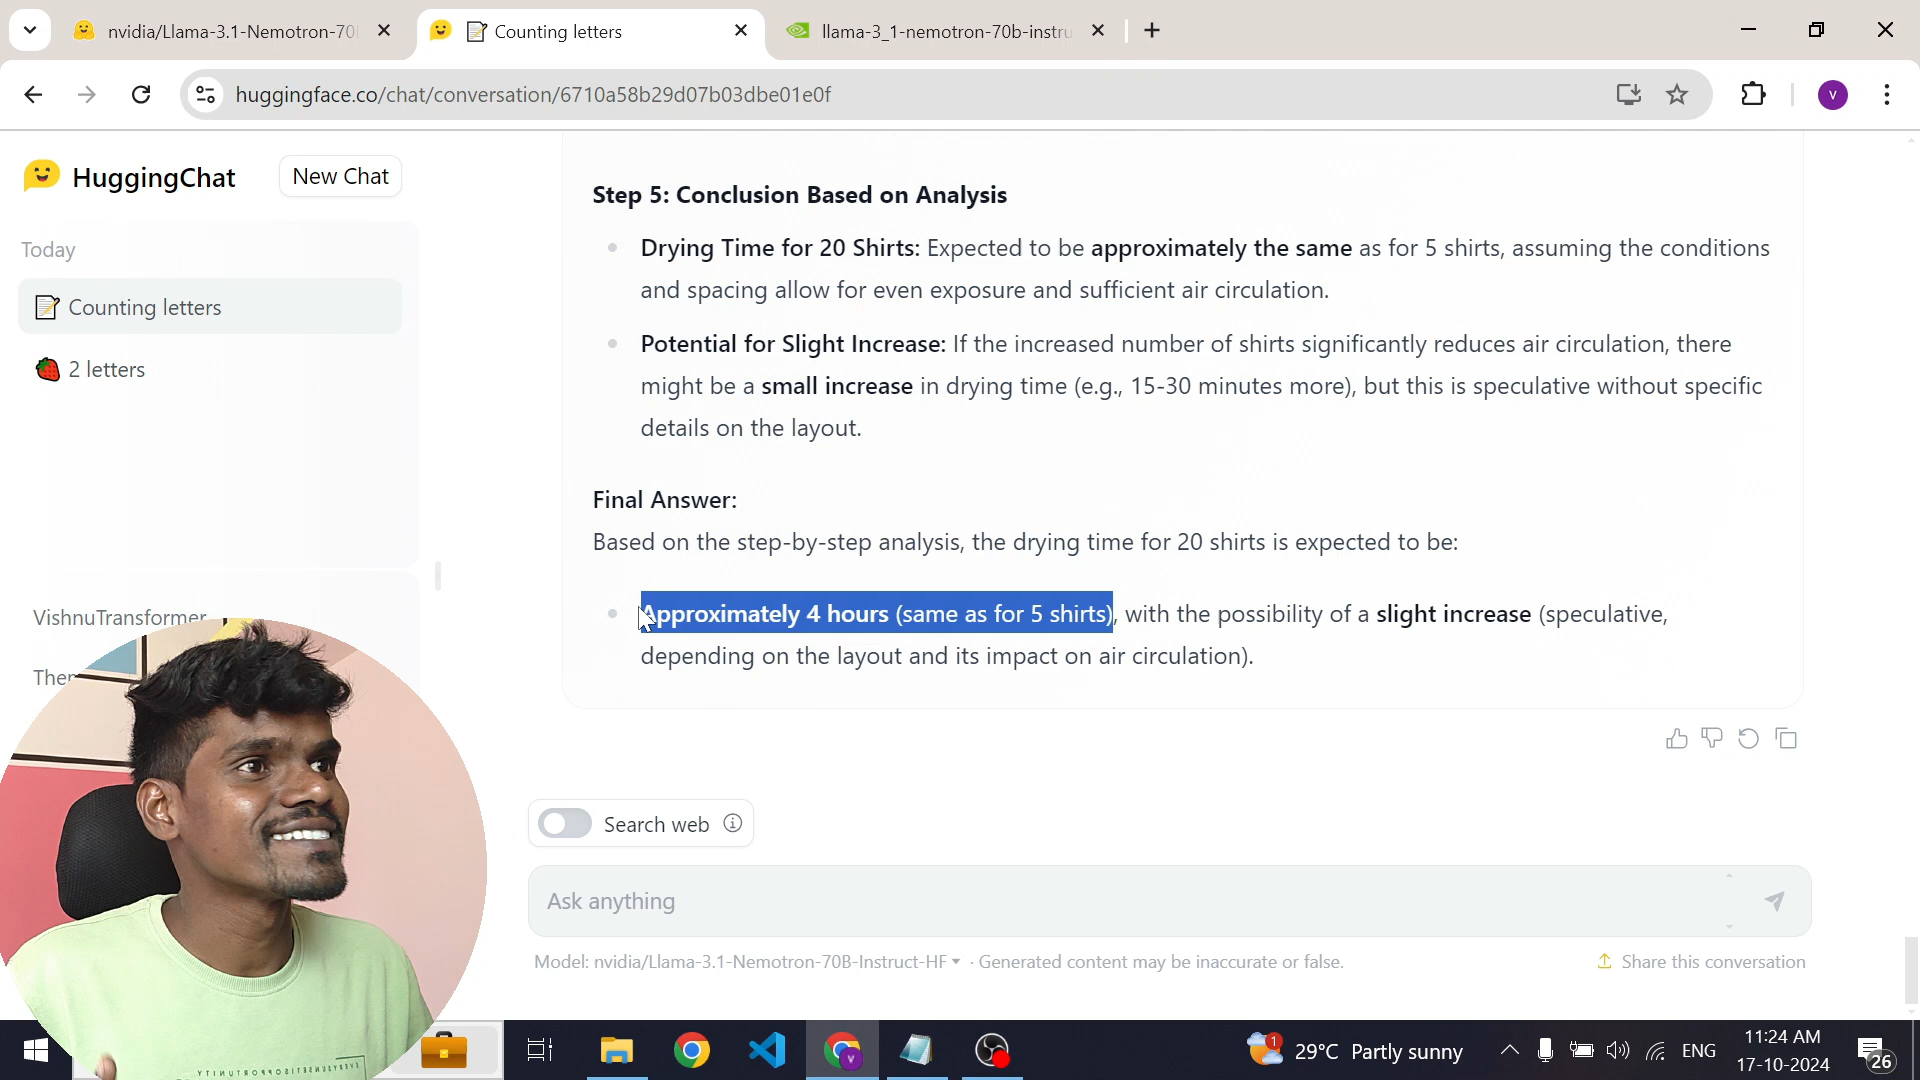 nvidia/Llama-3.1-Nemotron-70
Counting letters
llama-3_1-nemotron-70b-instru
huggingface.co/chat/conversation/6710a58b29d07b03dbe01e0f
V
HuggingChat
New Chat
Today
Counting letters
2 letters
VishnuTransformer
Step 5: Conclusion Based on Analysis
Drying Time for 20 Shirts: Expected to be approximately the same as for 5 shirts, assuming the conditions
and spacing allow for even exposure and sufficient air circulation.
Potential for Slight Increase: If the increased number of shirts significantly reduces air circulation, there
might be a small increase in drying time (e.g., 15-30 minutes more), but this is speculative without specific
details on the layout.
Final Answer:
Based on the step-by-step analysis, the drying time for 20 shirts is expected to be:
Approximately 4 hours (same as for 5 shirts), with the possibility of a slight increase (speculative,
depending on the layout and its impact on air circulation).
Search web
Ask anything
Model: nvidia/Llama-3.1-Nemotron-70B-Instruct-HF · Generated content may be inaccurate or false.
Share this conversation
1
29°C Partly sunny
ENG
11:24 AM
17-10-2024
26